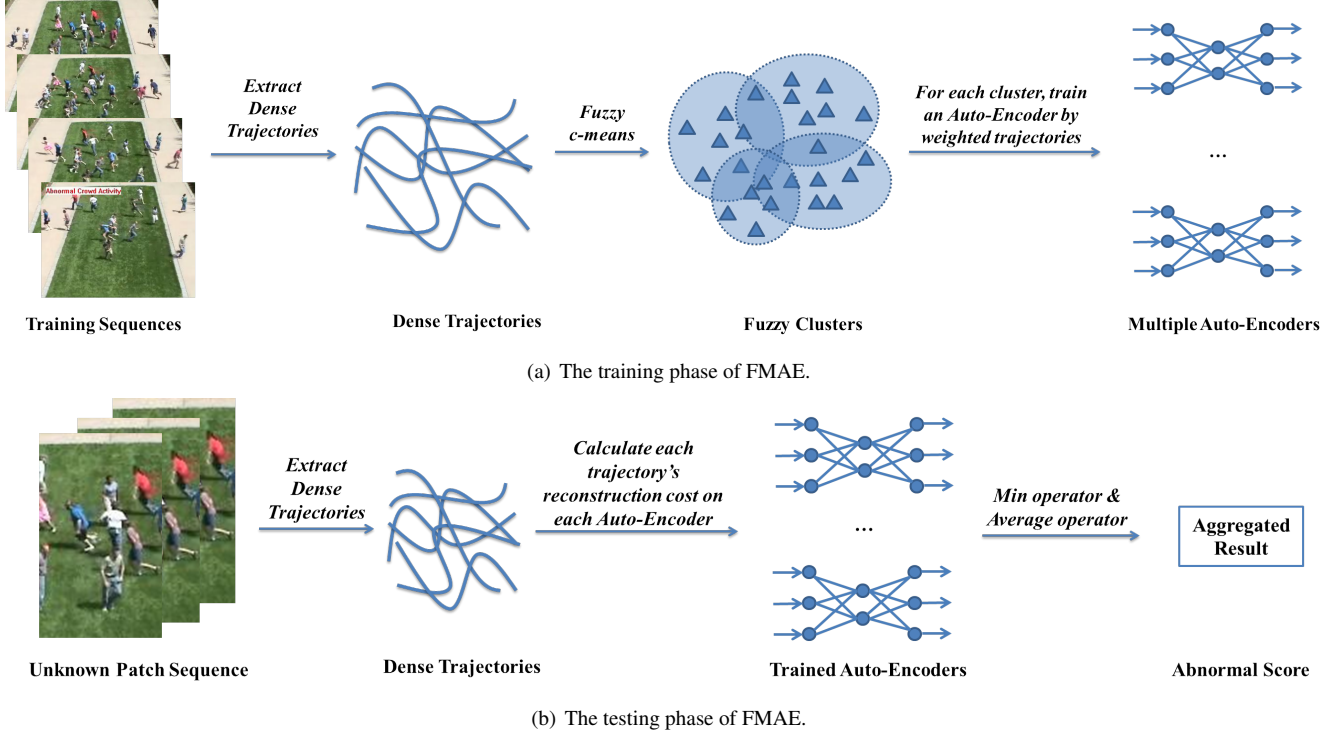 Abnormal Crowd Activity
Extract
Dense
Trajectories
Fuzzy
c-means
For each cluster, train
an Auto-Encoder by
weighted trajectories
...
Training Sequences
Dense Trajectories
Fuzzy Clusters
Multiple Auto-Encoders
(a) The training phase of FMAE.
Extract
Dense
Trajectories
Calculate each
trajectory's
reconstruction cost on
each Auto-Encoder
...
Min operator &
Average operator
Aggregated
Result
Unknown Patch Sequence
Dense Trajectories
Trained Auto-Encoders
Abnormal Score
(b) The testing phase of FMAE.